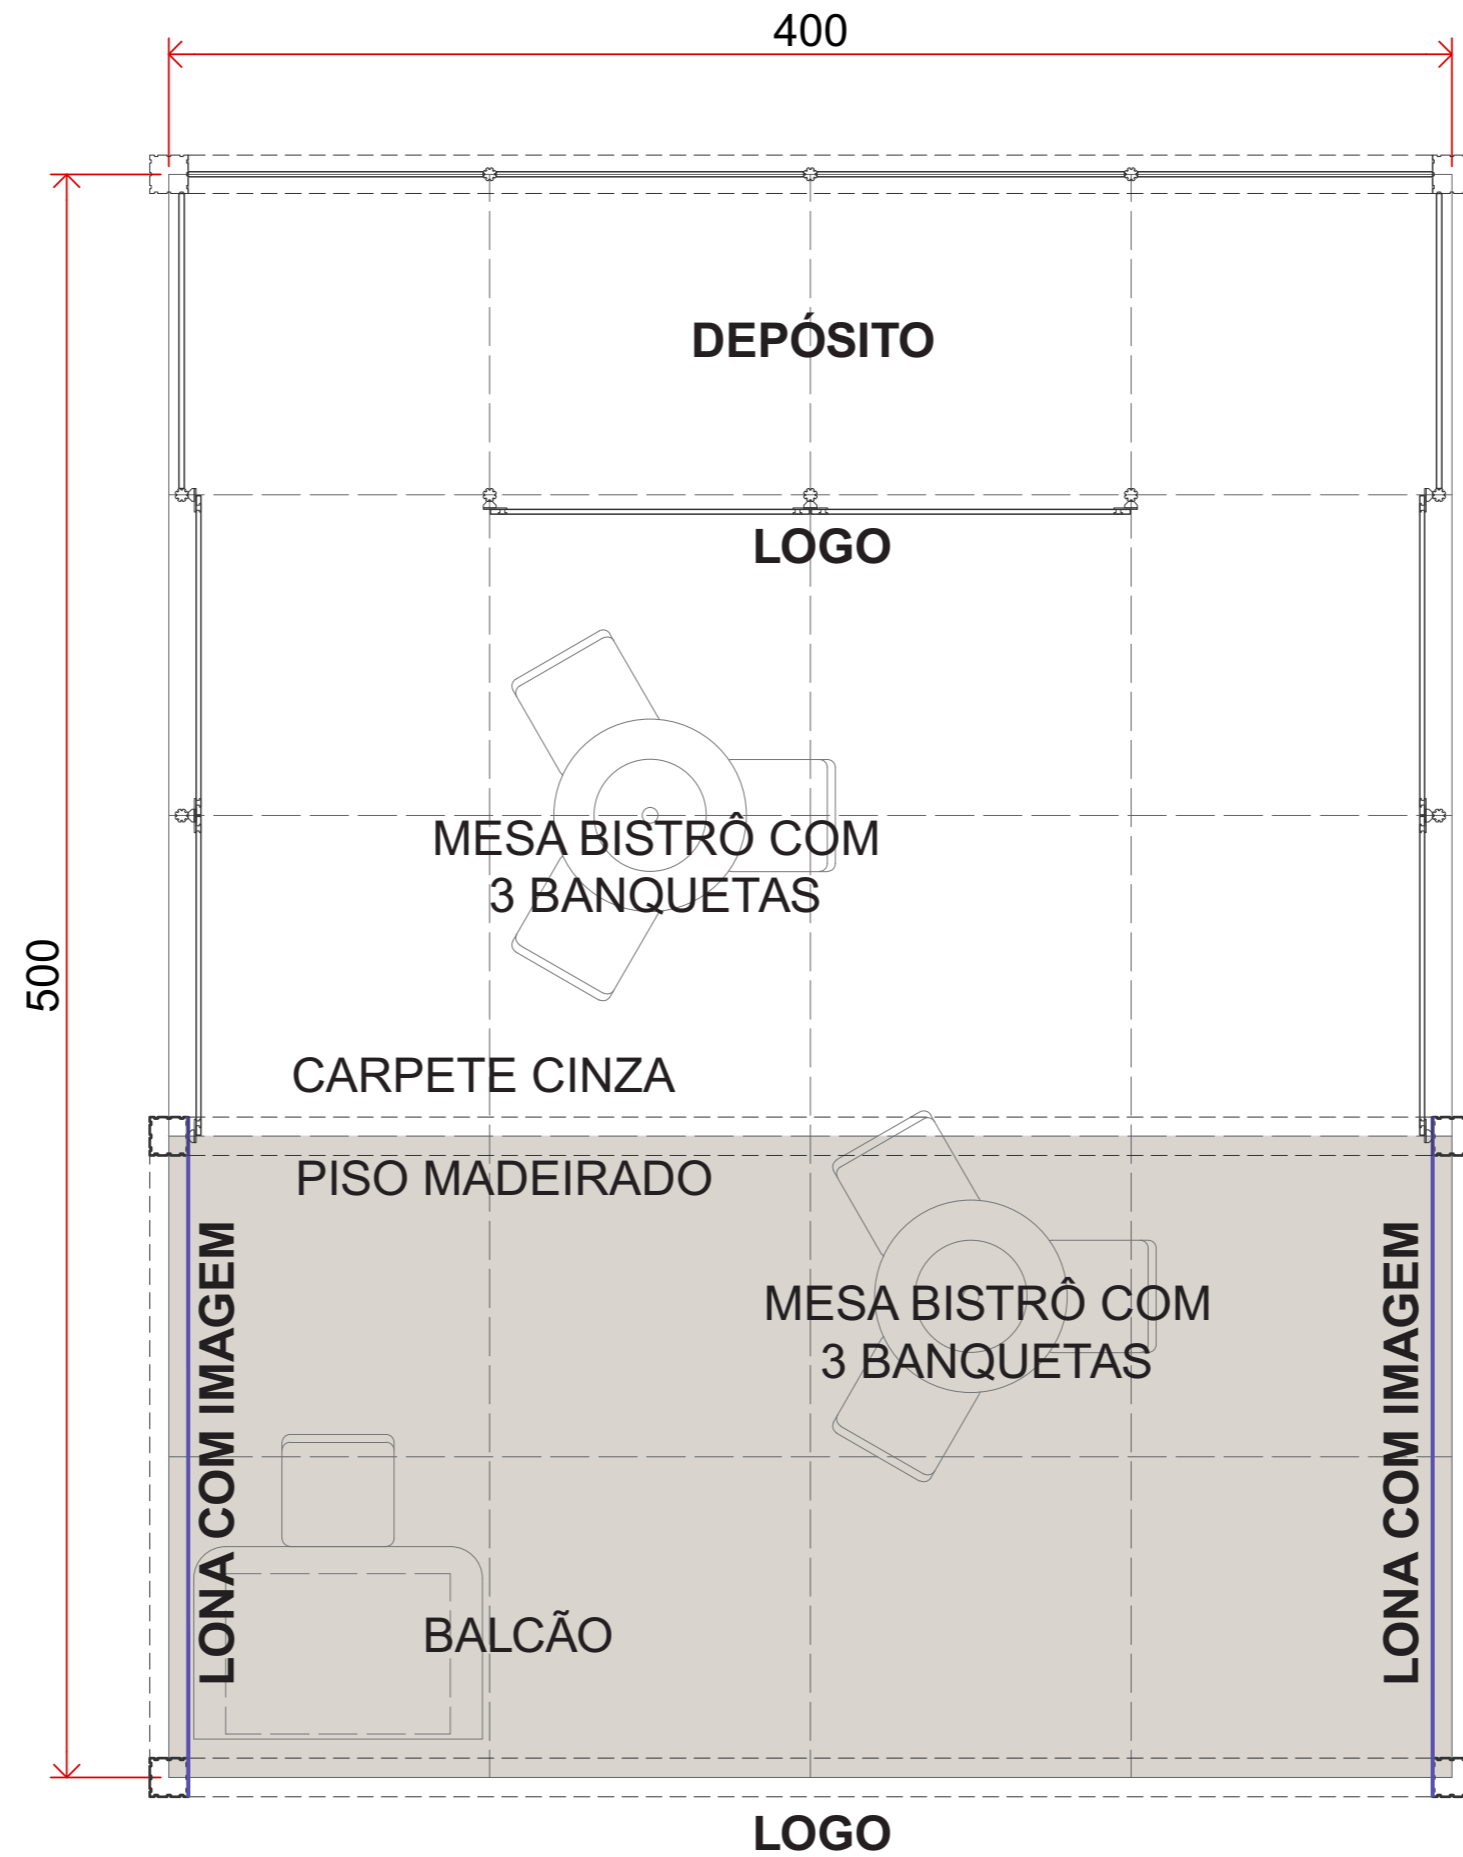 400
DEPÓSITO
LOGO
MESA BISTRÔ COM
3 BANQUETAS
500
CARPETE CINZA
PISO MADEIRADO
LONA COM IMAGEM
MESA BISTRÔ COM
3 BANQUETAS
LONA COM IMAGEM
BALCÃO
LOGO